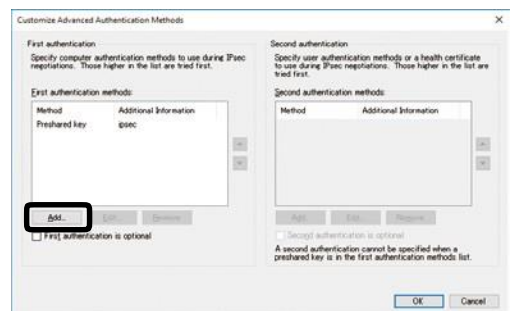 Customize Advanced Authentication Methods
First authentication
Specify computer authentication methods to use during IPsec
negotiations. Those higher in the list are tried first.
First authentication methods:
Method Additional Information
Preshared key ipsec
Add... Edit... Remove
First authentication is optional
Second authentication
Specify user authentication methods or a health certificate
to use during IPsec negotiations. Those higher in the list are
tried first.
Second authentication methods:
Method Additional Information
Add... Edit... Remove
Second authentication is optional
A second authentication cannot be specified when a
preshared key is in the first authentication methods list.
OK Cancel